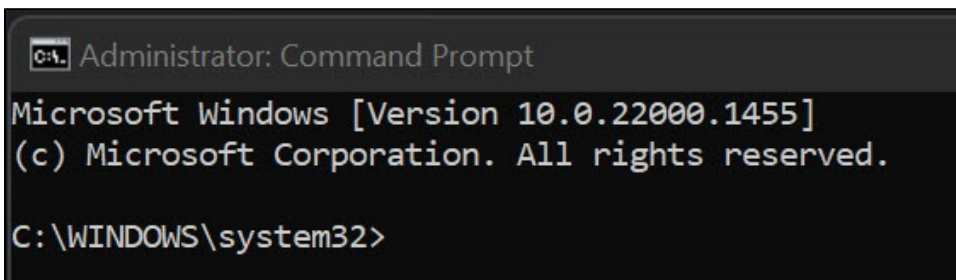 Administrator: Command Prompt
Microsoft Windows [Version 10.0.22000.1455]
(c) Microsoft Corporation. All rights reserved.
C:\WINDOWS\system32>